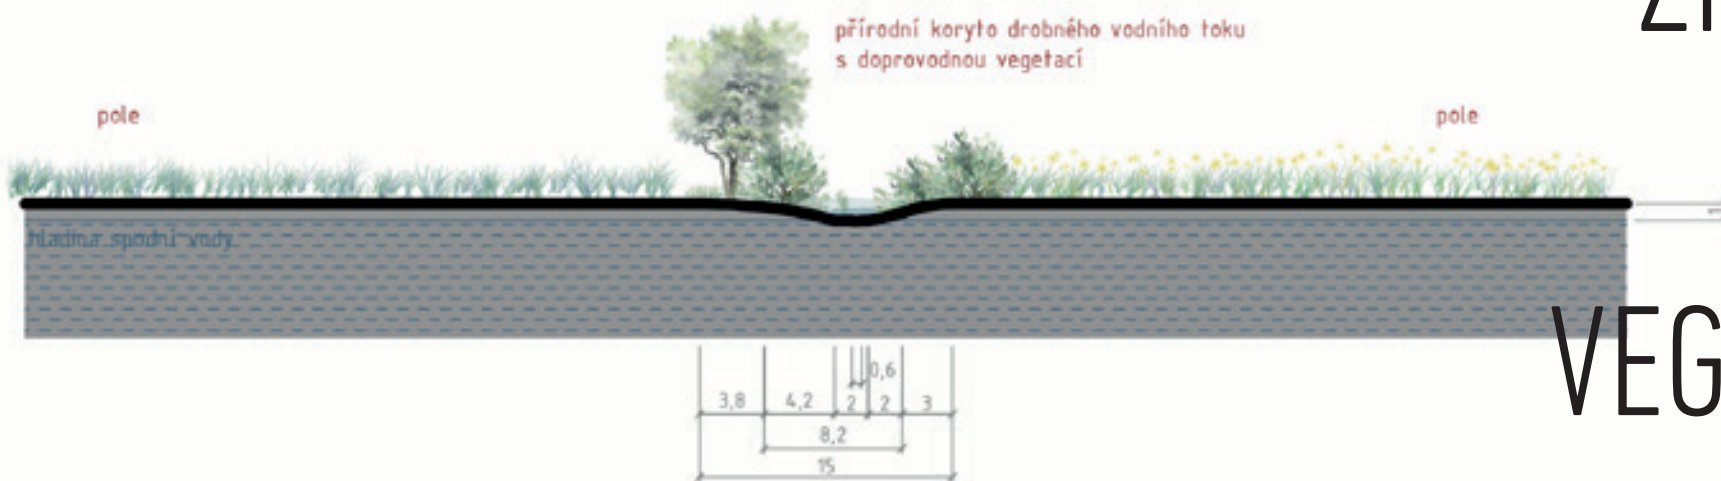 přírodní koryto drobného vodního toku
s doprovodnou vegetací
pole
pole
hladina spodní vody
VEG
0,6
3,8 4,2 2 2 3
8,2
15